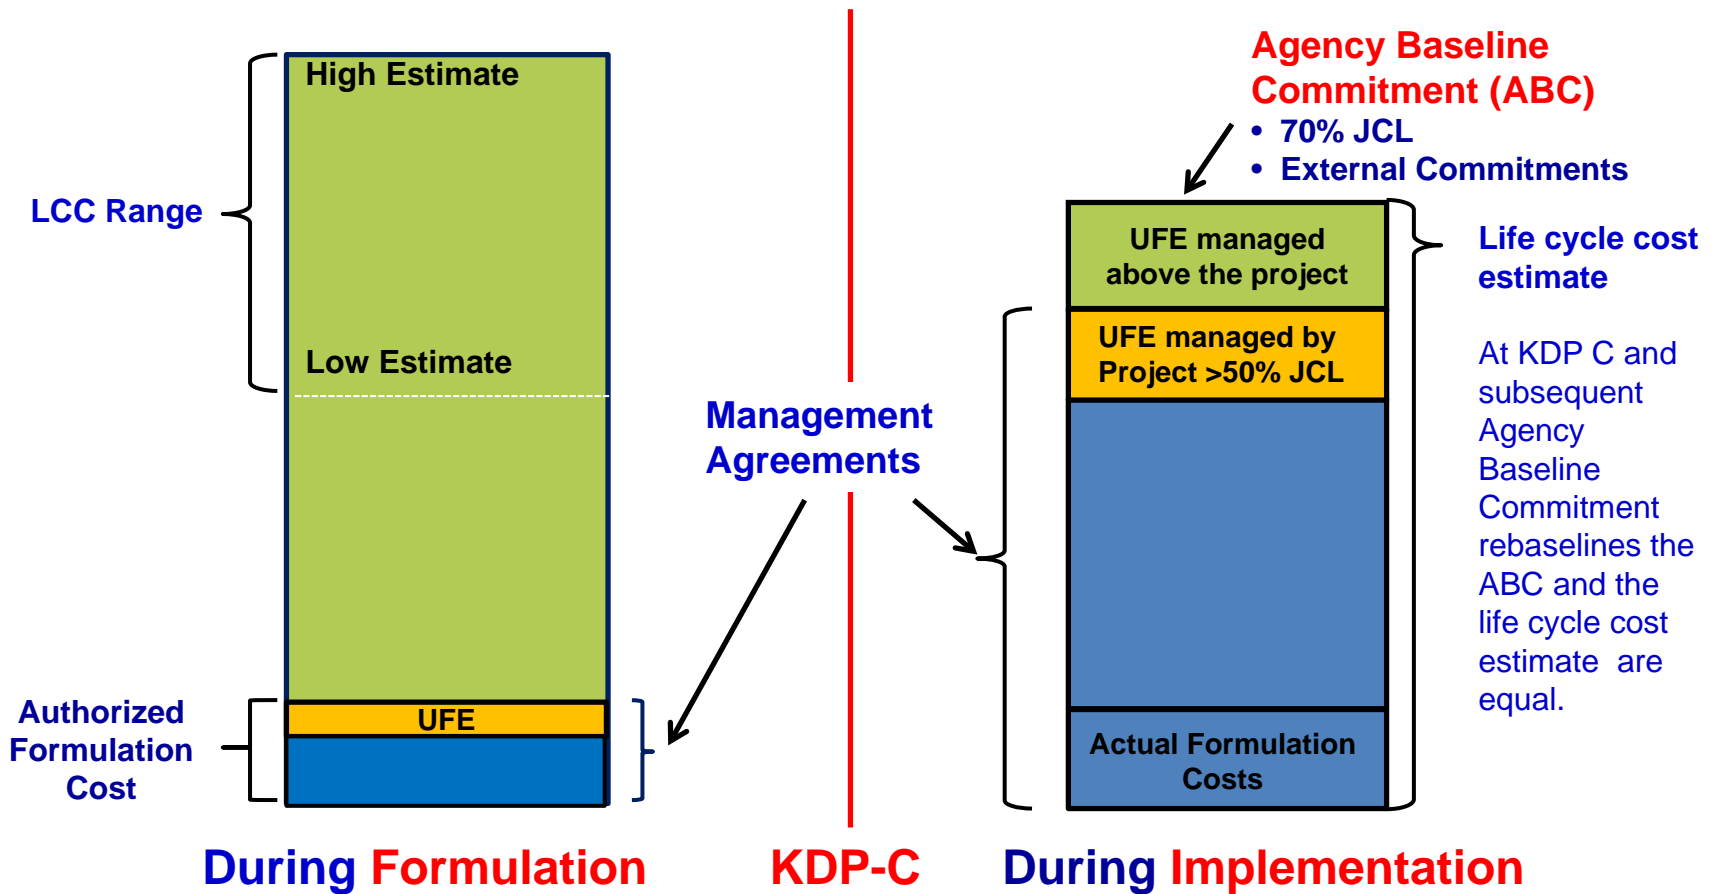 High Estimate
LCC Range
Low Estimate
Authorized
Formulation
Cost
UFE
During Formulation
Management
Agreements
KDP-C
Agency Baseline
Commitment (ABC)
• 70% JCL
• External Commitments
UFE managed
above the project
UFE managed by
Project >50% JCL
Actual Formulation
Costs
Life cycle cost
estimate
At KDP C and
subsequent
Agency
Baseline
Commitment
rebaselines the
ABC and the
life cycle cost
estimate are
equal.
During Implementation